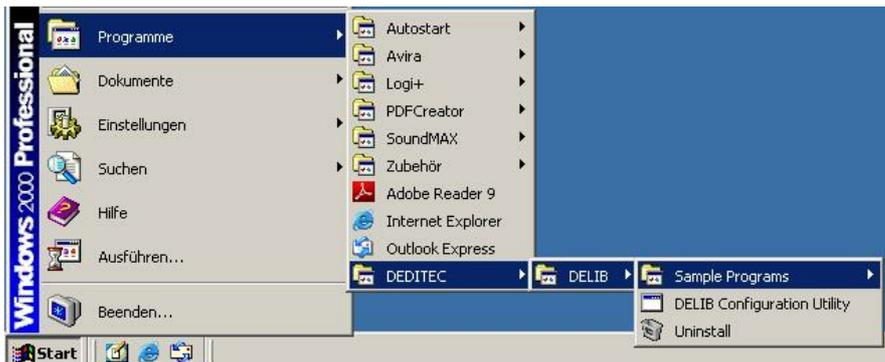 Windows 2000 Professional
Programme
Dokumente
Einstellungen
Suchen
Hilfe
Ausführen...
Beenden...
Autostart
Avira
Logi+
PDFCreator
SoundMAX
Zubehör
Adobe Reader 9
Internet Explorer
Outlook Express
DEDITEC
DELIB
Sample Programs
DELIB Configuration Utility
Uninstall
Start